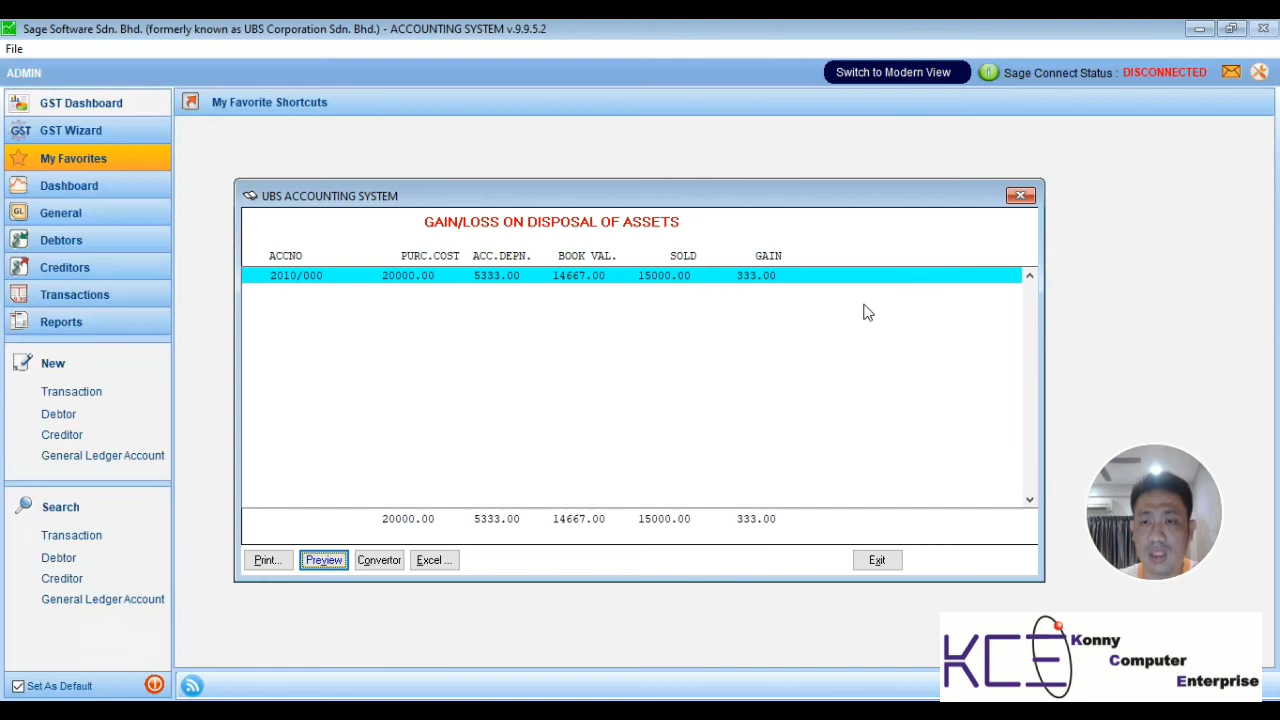 Sage Software Sdn. Bhd. (formerly known as UBS Corporation Sdn. Bhd.) - ACCOUNTING SYSTEM v.9.9.5.2
File
ADMIN
Switch to Modern View
Sage Connect Status : DISCONNECTED
GST Dashboard
My Favorite Shortcuts
GST
GST Wizard
My Favorites
Dashboard
GL
General
Debtors
Creditors
Transactions
Reports
New
Transaction
Debtor
Creditor
General Ledger Account
Search
Transaction
Debtor
Creditor
General Ledger Account
Set As Default
UBS ACCOUNTING SYSTEM
GAIN/LOSS ON DISPOSAL OF ASSETS
ACCNO PURC.COST ACC.DEPN. BOOK VAL. SOLD GAIN
2010/000 20000.00 5333.00 14667.00 15000.00 333.00
20000.00 5333.00 14667.00 15000.00 333.00
Print... Preview Convertor Excel ... Exit
KCE
Konny
Computer
Enterprise